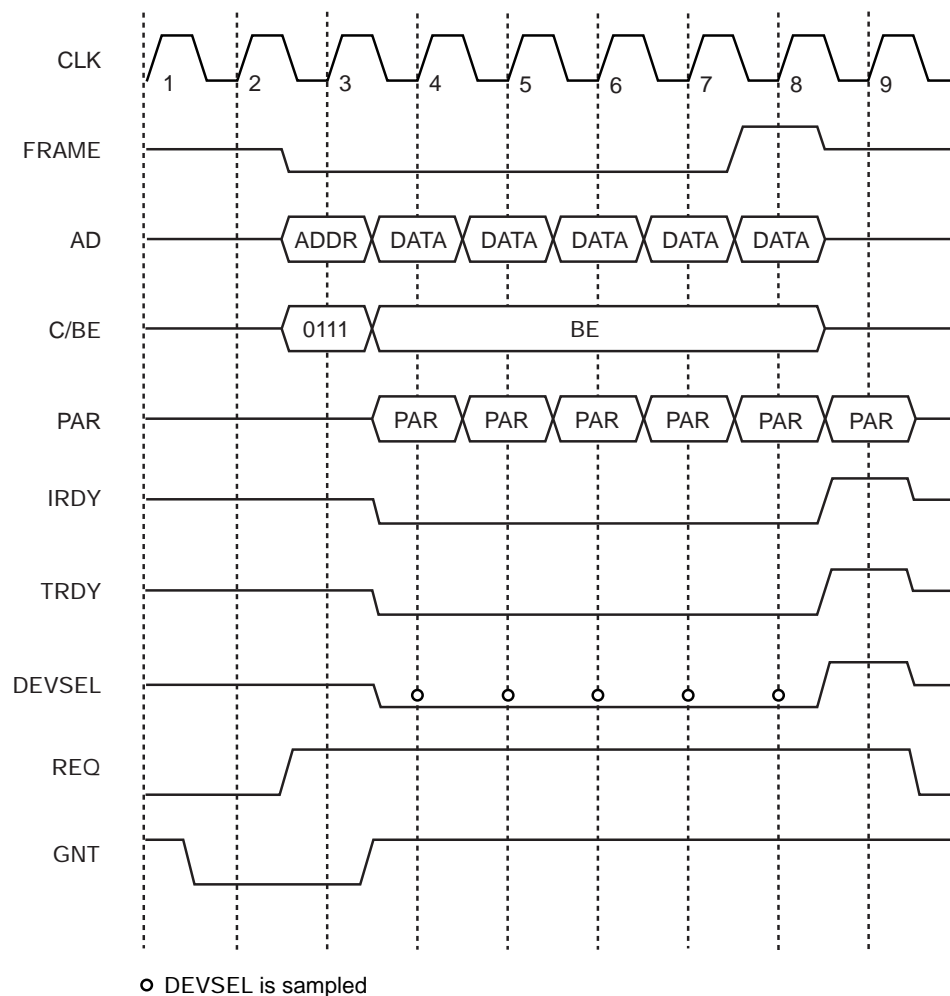 CLK
1 2 3 4 5 6 7 8 9
FRAME
AD
ADDR DATA DATA DATA DATA DATA
C/BE
0111 BE
PAR
PAR PAR PAR PAR PAR PAR
IRDY
TRDY
DEVSEL
REQ
GNT
DEVSEL is sampled